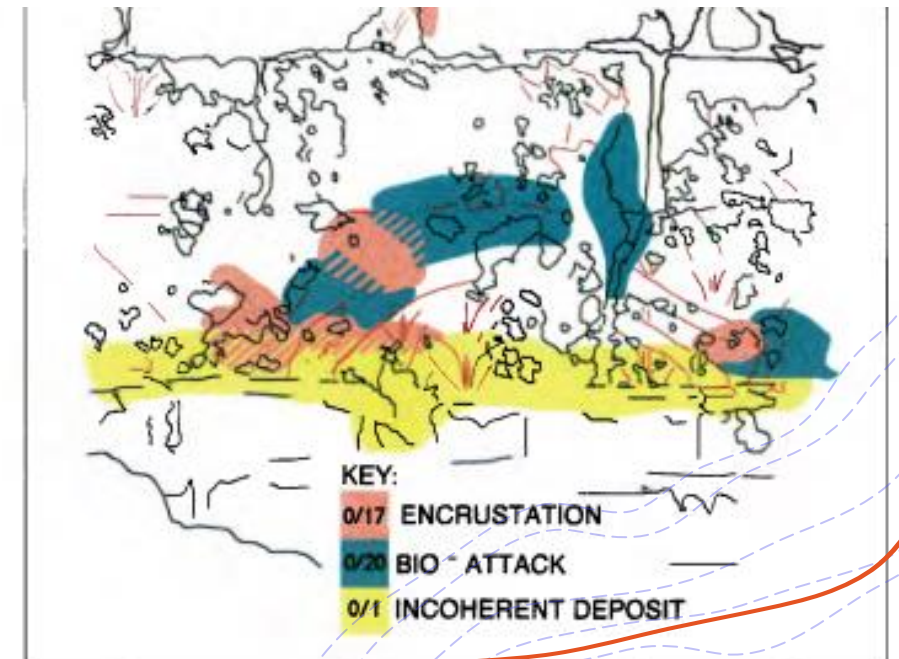 KEY:
0/17 ENCRUSTATION
0/20 BIO - ATTACK
0/1 INCOHERENT DEPOSIT